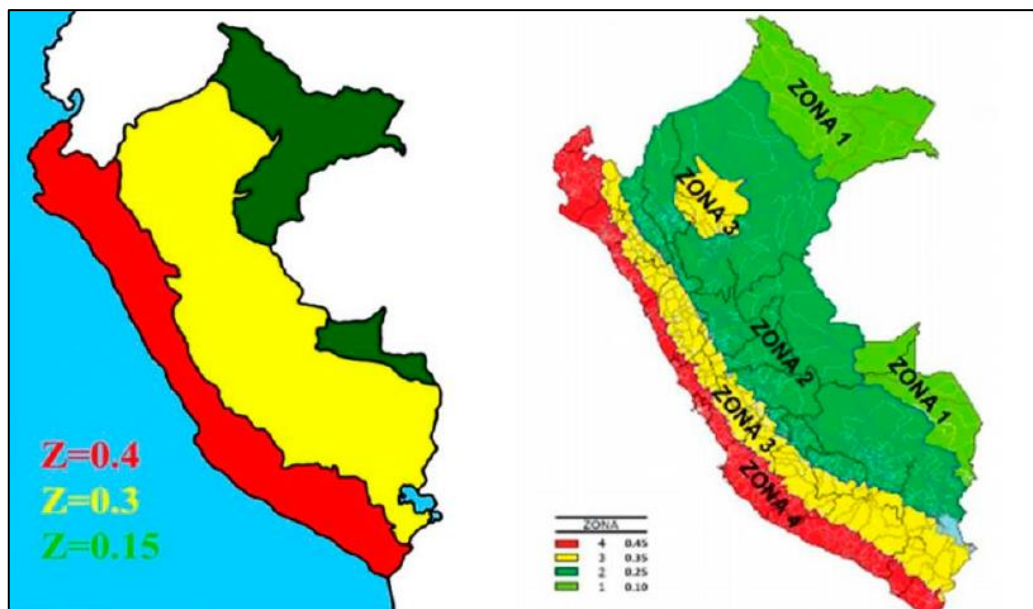 Z=0.4
Z=0.3
Z=0.15
ZONA 1
ZONA 3
ZONA 2
ZONA 1
ZONA 3
ZONA 4
ZONA
4 0.45
3 0.35
2 0.25
1 0.10